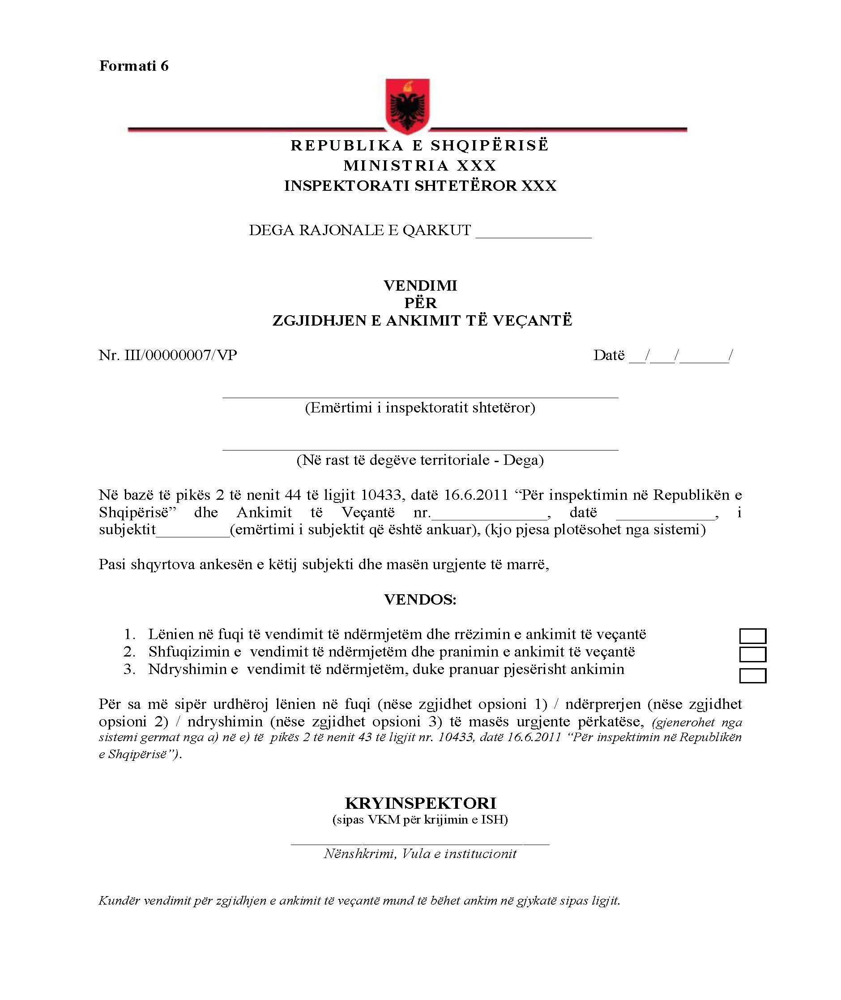 Formati 6
REPUBLIKA E SHQIPËRISË
MINISTRIA XXX
INSPEKTORATI SHTETËROR XXX
DEGA RAJONALE E QARKUT ______________
VENDIMI
PËR
ZGJIDHJEN E ANKIMIT TË VEÇANTË
Nr. III/00000007/VP Datë __/___/______/
(Emërtimi i inspektoratit shtetëror)
(Në rast të degëve territoriale - Dega)
Në bazë të pikës 2 të nenit 44 të ligjit 10433, datë 16.6.2011 “Për inspektimin në Republikën e
Shqipërisë” dhe Ankimit të Veçantë nr.______________, datë ____________, i
subjektit_________(emërtimi i subjektit që është ankuar), (kjo pjesa plotësohet nga sistemi)
Pasi shqyrtova ankesën e këtij subjekti dhe masën urgjente të marrë,
VENDOS:
1. Lënien në fuqi të vendimit të ndërmjetëm dhe rrëzimin e ankimit të veçantë
2. Shfuqizimin e vendimit të ndërmjetëm dhe pranimin e ankimit të veçantë
3. Ndryshimin e vendimit të ndërmjetëm, duke pranuar pjesërisht ankimin
Për sa më sipër urdhëroj lënien në fuqi (nëse zgjidhet opsioni 1) / ndërprerjen (nëse zgjidhet
opsioni 2) / ndryshimin (nëse zgjidhet opsioni 3) të masës urgjente përkatëse, (gjenerohet nga
sistemi germat nga a) në e) të pikës 2 të nenit 43 të ligjit nr. 10433, datë 16.6.2011 “Për inspektimin në Republikën
e Shqipërisë”).
KRYINSPEKTORI
(sipas VKM për krijimin e ISH)
Nënshkrimi, Vula e institucionit
Kundër vendimit për zgjidhjen e ankimit të veçantë mund të bëhet ankim në gjykatë sipas ligjit.